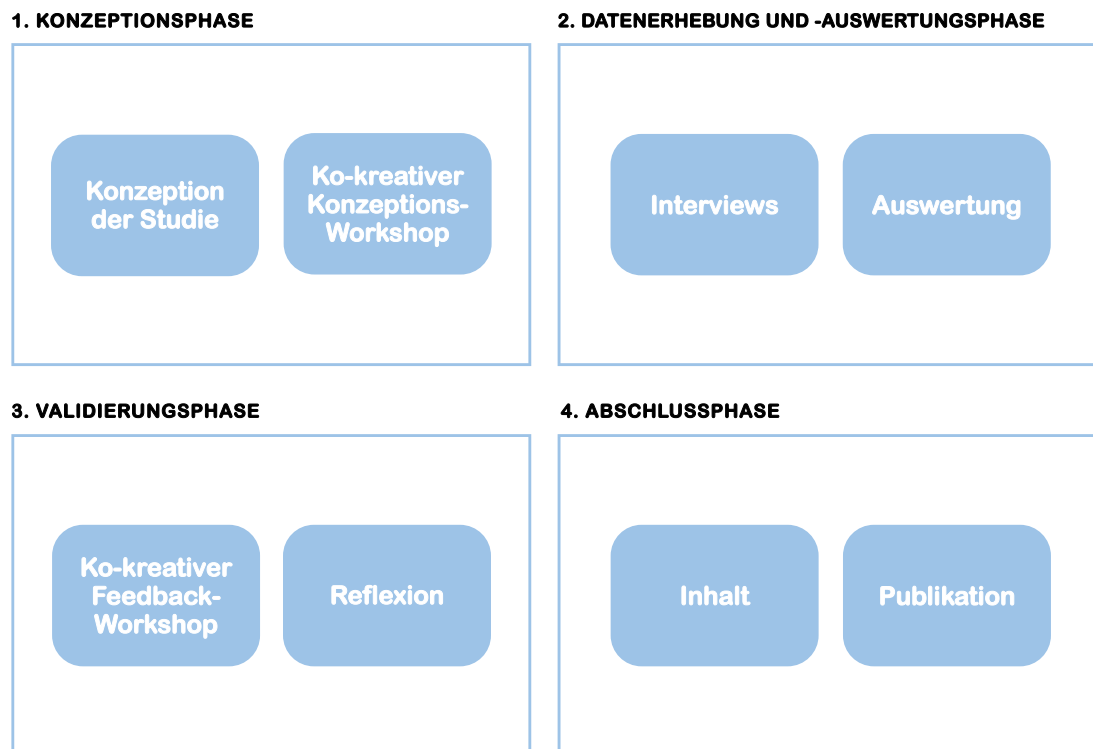 1. KONZEPTIONSPHASE
Konzeption
der Studie
Ko-kreativer
Konzeptions-
Workshop
2. DATENERHEBUNG UND -AUSWERTUNGSPHASE
Interviews
Auswertung
3. VALIDIERUNGSPHASE
Ko-kreativer
Feedback-
Workshop
Reflexion
4. ABSCHLUSSPHASE
Inhalt
Publikation